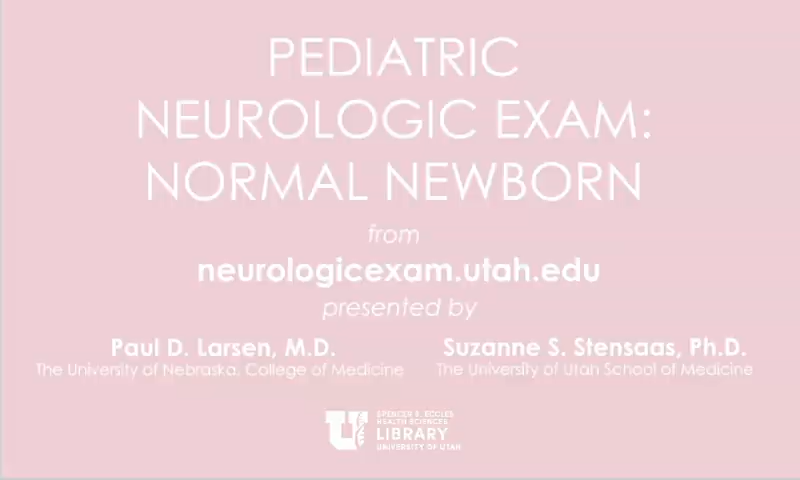 PEDIATRIC
NEUROLOGIC EXAM:
NORMAL NEWBORN
from
neurologicexam.utah.edu
presented by
Paul D. Larsen, M.D.
The University of Nebraska, College of Medicine
Suzanne S. Stensaas, Ph.D.
The University of Utah School of Medicine
SPENCER S. ECCLES
HEALTH SCIENCES
LIBRARY
UNIVERSITY OF UTAH